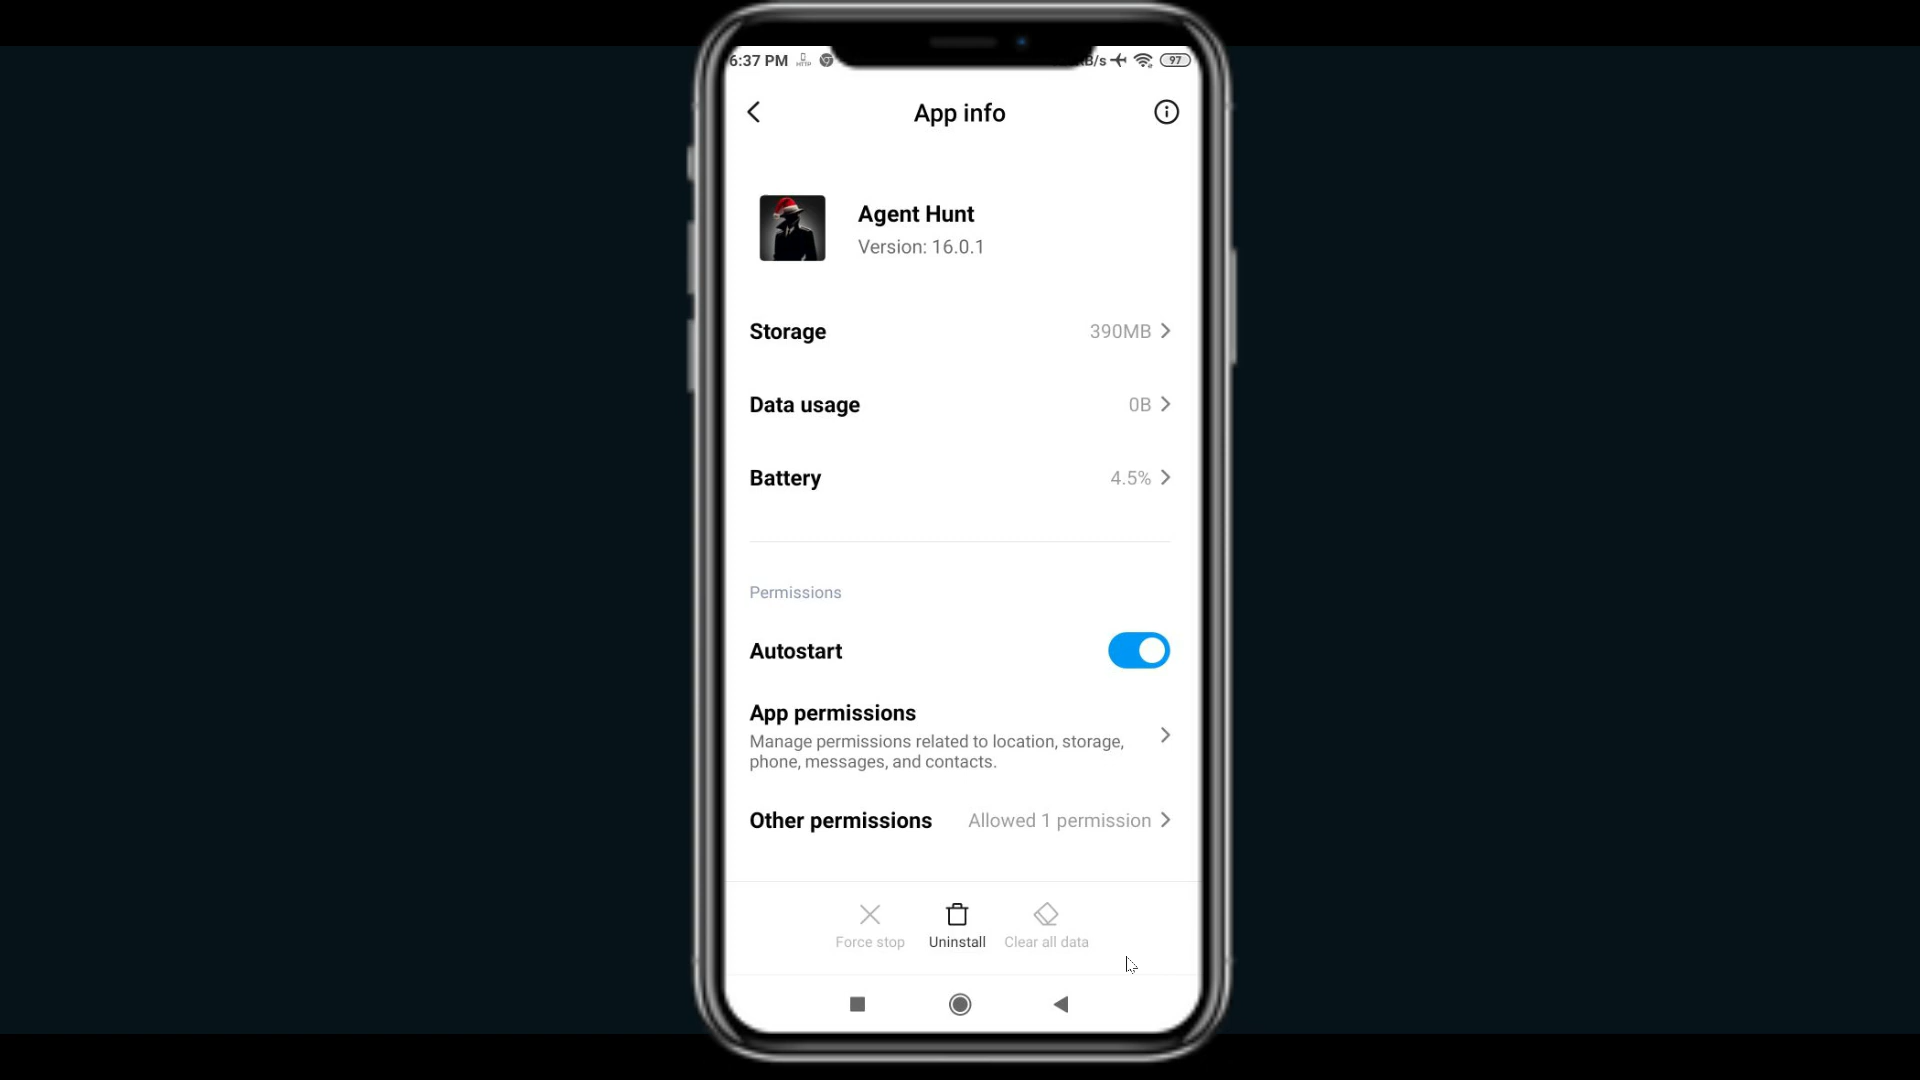 6:37 PM
B/s
97
App info
Agent Hunt
Version: 16.0.1
Storage
390MB
Data usage
0B
Battery
4.5%
Permissions
Autostart
App permissions
Manage permissions related to location, storage,
phone, messages, and contacts.
Other permissions
Allowed 1 permission
Force stop
Uninstall
Clear all data